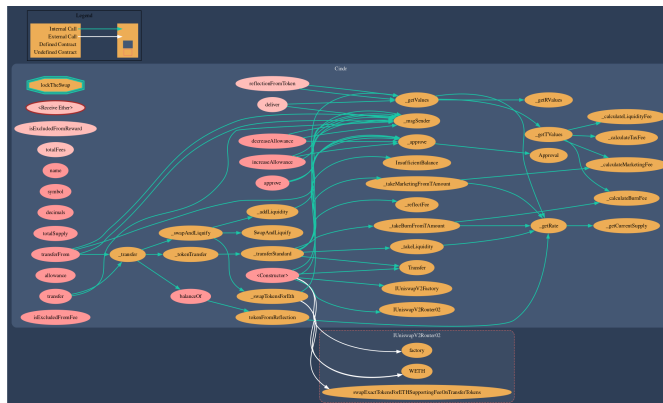 Legend
Internal Call
External Call
Defined Contract
Undefined Contract
Cnult
lockTheSwap
<Receive Ether>
isExcludedFromReward
totalFees
name
symbol
decimals
totalSupply
transferFrom
allowance
transfer
isExcludedFromFee
_transfer
_swapAndLiquify
_tokenTransfer
balanceOf
reflectionFromToken
deliver
decreaseAllowance
increaseAllowance
approve
_addLiquidity
SwapAndLiquify
_transferStandard
<Constructor>
_swapTokensForEth
tokenFromReflection
_getValues
_msgSender
_approve
InsufficientBalance
_takeMarketingFromTAmount
_reflectFee
_takeBurnFromTAmount
_takeLiquidity
Transfer
IUniswapV2Factory
IUniswapV2Router02
_getRValues
_getTValues
Approval
_getRate
_calculateLiquidityFee
_calculateTaxFee
_calculateMarketingFee
_calculateBurnFee
_getCurrentSupply
IUniswapV2Router02
factory
WETH
swapExactTokensForETHSupportingFeeOnTransferTokens